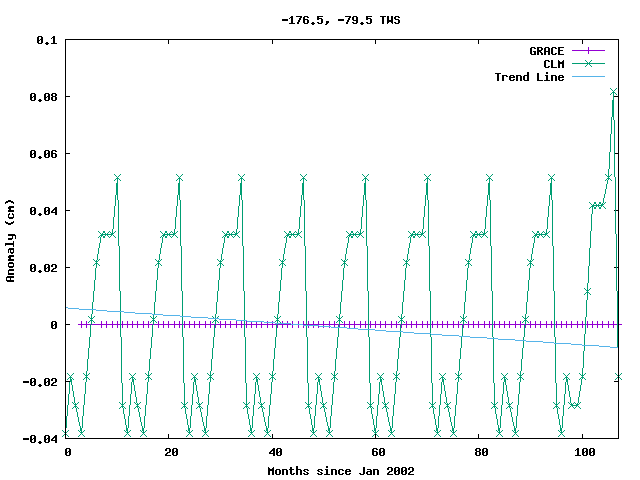 -176.5, -79.5 TWS
GRACE
CLM
Trend Line
0.1
0.08
0.06
0.04
0.02
0
-0.02
-0.04
Anomaly (cm)
0 20 40 60 80 100
Months since Jan 2002